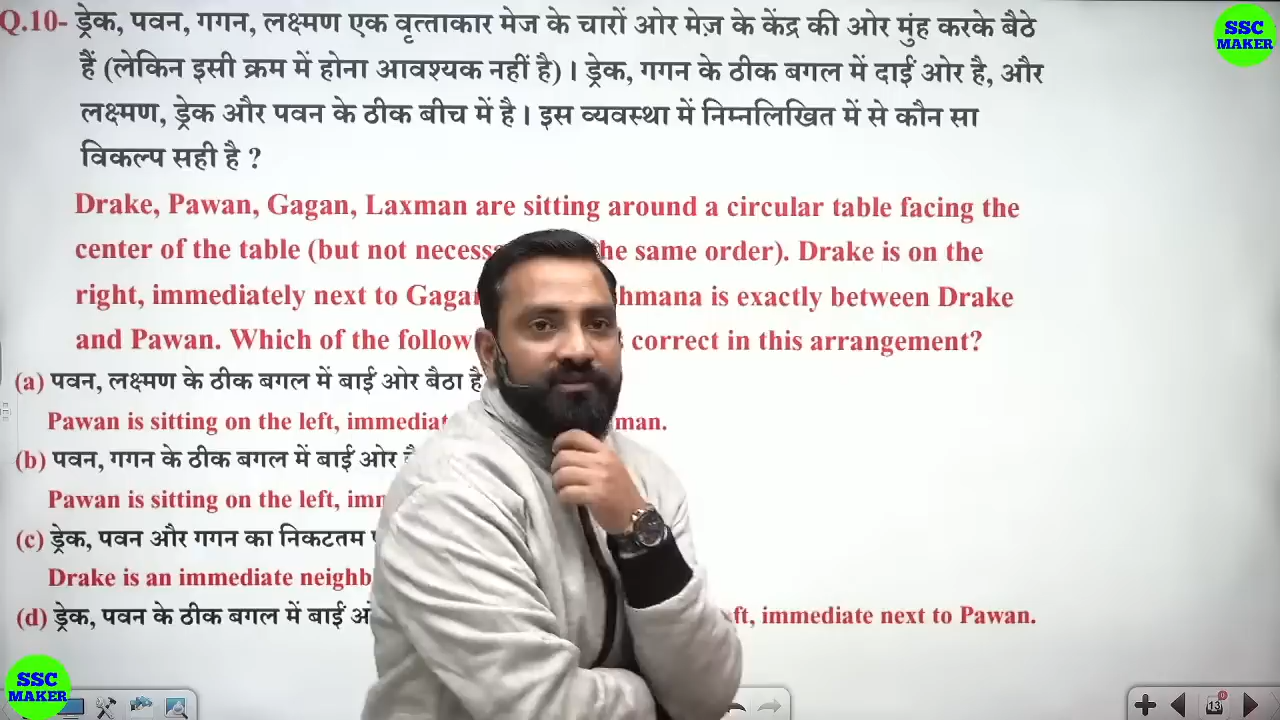 Q.10- ड्रेक, पवन, गगन, लक्ष्मण एक वृत्ताकार मेज के चारों ओर मेज़ के केंद्र की ओर मुंह करके बैठे
हैं (लेकिन इसी क्रम में होना आवश्यक नहीं है)। ड्रेक, गगन के ठीक बगल में दाईं ओर है, और
लक्ष्मण, ड्रेक और पवन के ठीक बीच में है। इस व्यवस्था में निम्नलिखित में से कौन सा
विकल्प सही है ?
Drake, Pawan, Gagan, Laxman are sitting around a circular table facing the
center of the table (but not necess he same order). Drake is on the
right, immediately next to Gaga hmana is exactly between Drake
and Pawan. Which of the follow correct in this arrangement?
(a) पवन, लक्ष्मण के ठीक बगल में बाईं ओर बैठा है
Pawan is sitting on the left, immediat man.
(b) पवन, गगन के ठीक बगल में बाईं ओर
Pawan is sitting on the left, imm
(c) ड्रेक, पवन और गगन का निकटतम
Drake is an immediate neighb
(d) ड्रेक, पवन के ठीक बगल में बाईं ft, immediate next to Pawan.
SSC
MAKER
SSC
MAKER
13